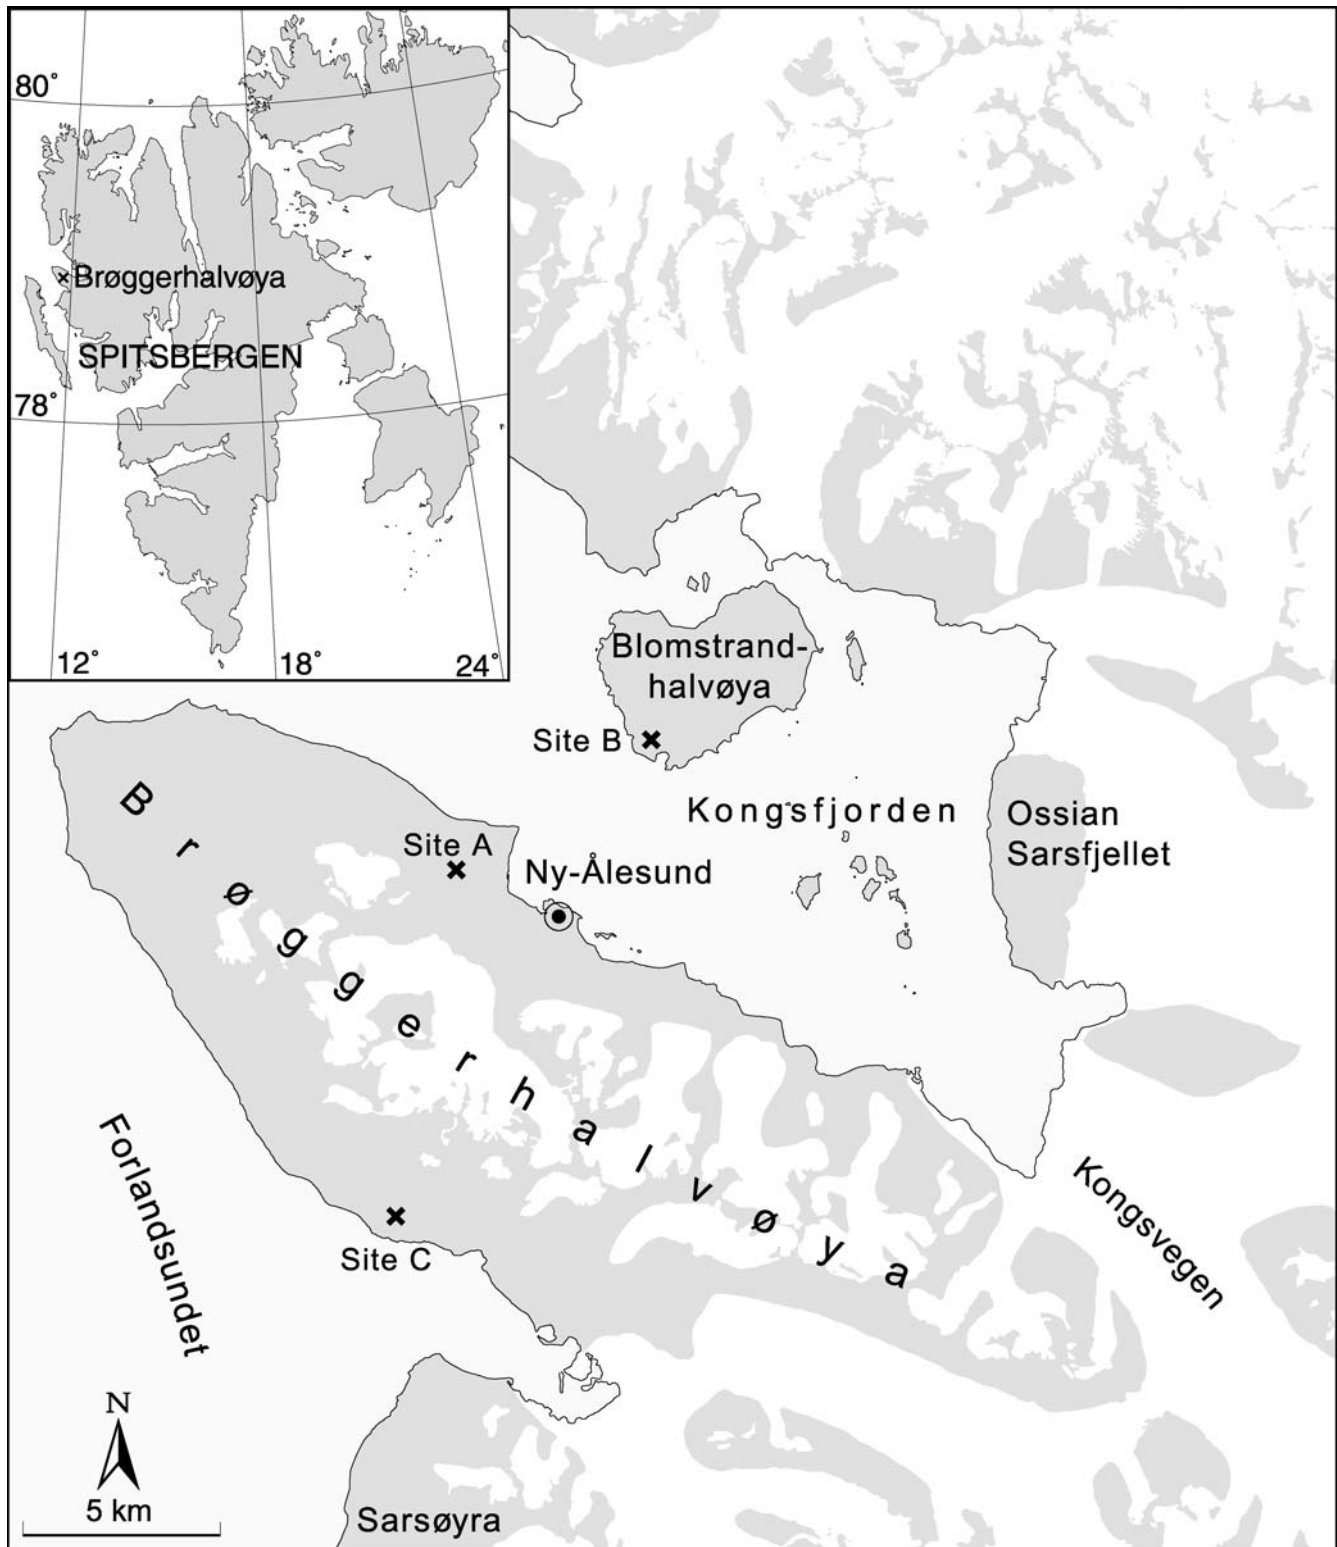 80°
Brøggerhalvøya
SPITSBERGEN
78°
12°
18°
24°
Blomstrand-
halvøya
Site B
Kongsfjorden
Ossian
Sarsfjellet
Site A
Ny-Ålesund
Brøggerhalvøya
Forlandsundet
Kongsvegen
Site C
N
5 km
Sarsøyra